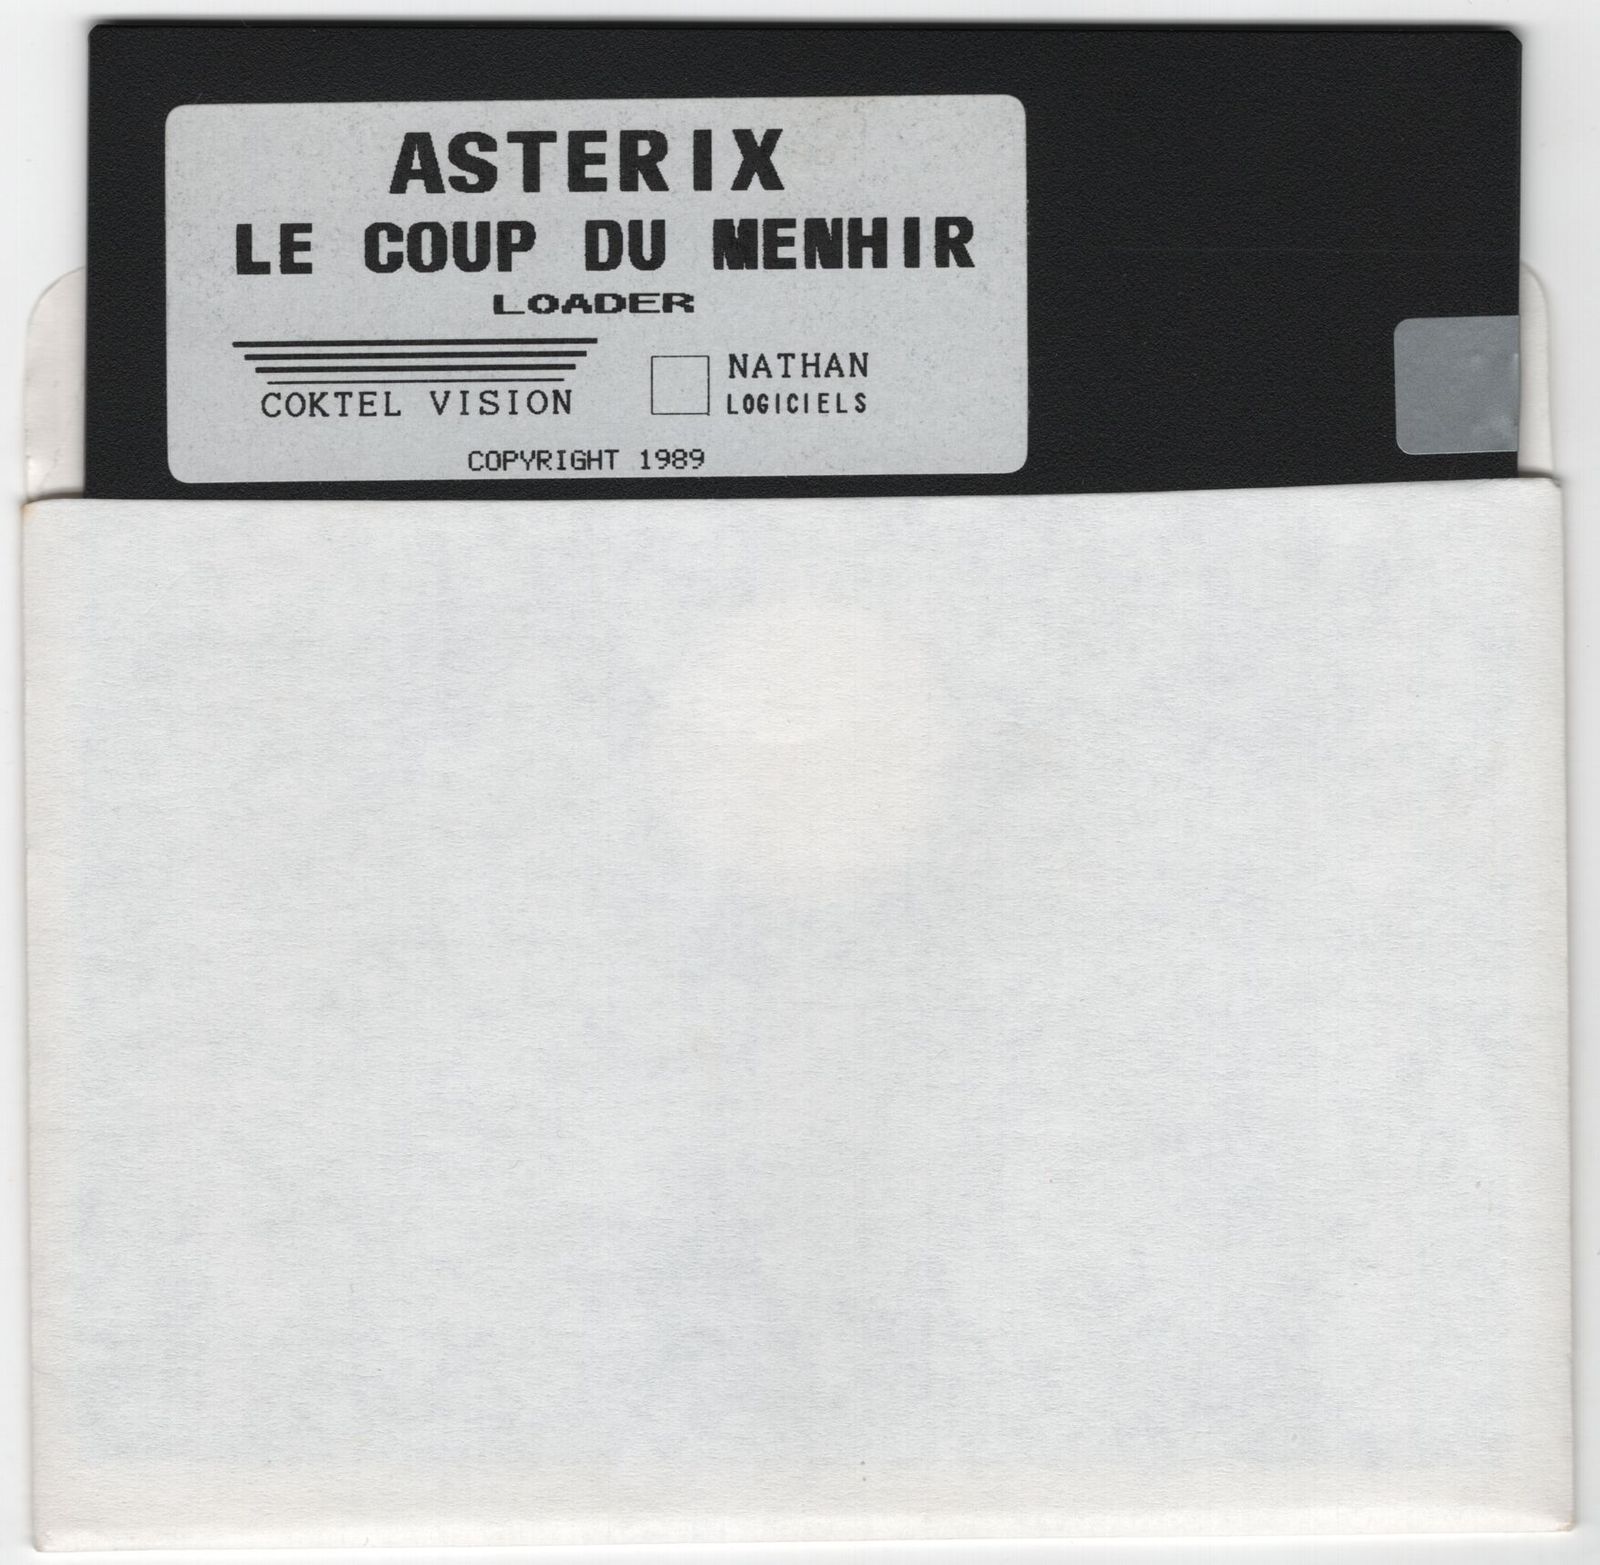 ASTERIX
LE COUP DU MENHIR
LOADER
COKTEL VISION
NATHAN
LOGICIELS
COPYRIGHT 1989